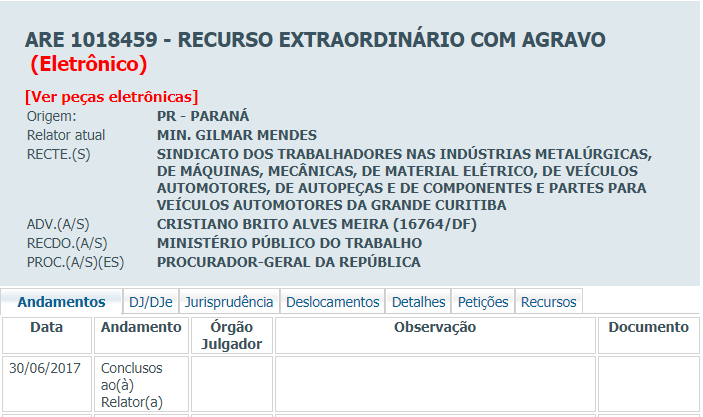 ARE 1018459 - RECURSO EXTRAORDINÁRIO COM AGRAVO
(Eletrônico)
[Ver peças eletrônicas]
Origem: PR - PARANÁ
Relator atual MIN. GILMAR MENDES
RECTE.(S) SINDICATO DOS TRABALHADORES NAS INDÚSTRIAS METALÚRGICAS,
DE MÁQUINAS, MECÂNICAS, DE MATERIAL ELÉTRICO, DE VEÍCULOS
AUTOMOTORES, DE AUTOPEÇAS E DE COMPONENTES E PARTES PARA
VEÍCULOS AUTOMOTORES DA GRANDE CURITIBA
ADV.(A/S) CRISTIANO BRITO ALVES MEIRA (16764/DF)
RECDO.(A/S) MINISTÉRIO PÚBLICO DO TRABALHO
PROC.(A/S)(ES) PROCURADOR-GERAL DA REPÚBLICA
Andamentos DJ/DJe Jurisprudência Deslocamentos Detalhes Petições Recursos
Data Andamento Órgão Observação Documento
Julgador
30/06/2017 Conclusos
ao(à)
Relator(a)